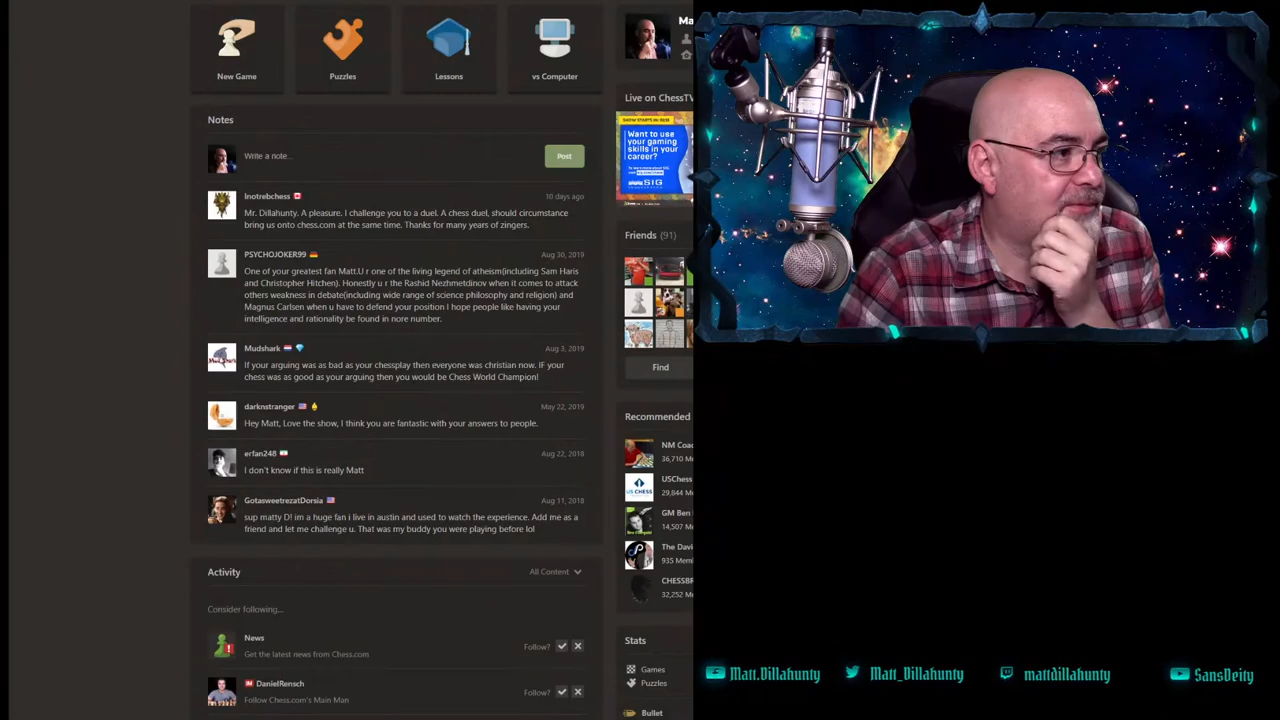 New Game
Puzzles
Lessons
vs Computer
Ma
Notes
Write a note...
Post
Inotrebchess
10 days ago
Mr. Dillahunty. A pleasure. I challenge you to a duel. A chess duel, should circumstance
bring us onto chess.com at the same time. Thanks for many years of zingers.
PSYCHOJOKER99
Aug 30, 2019
One of your greatest fan Matt.U r one of the living legend of atheism(including Sam Haris
and Christopher Hitchen). Honestly u r the Rashid Nezhmetdinov when it comes to attack
others weakness in debate(including wide range of science philosophy and religion) and
Magnus Carlsen when u have to defend your position I hope people like having your
intelligence and rationality be found in nore number.
Mudshark
Aug 3, 2019
If your arguing was as bad as your chessplay then everyone was christian now. IF your
chess was as good as your arguing then you would be Chess World Champion!
darknstranger
May 22, 2019
Hey Matt, Love the show, I think you are fantastic with your answers to people.
erfan248
Aug 22, 2018
I don't know if this is really Matt
GotasweetrezatDorsia
Aug 11, 2018
sup matty D! im a huge fan i live in austin and used to watch the experience. Add me as a
friend and let me challenge u. That was my buddy you were playing before lol
Activity
All Content
Consider following...
News
Get the latest news from Chess.com
Follow?
IM DanielRensch
Follow Chess.com's Main Man
Follow?
Live on ChessTV
Want to use
your gaming
skills in your
career?
SIG
Friends (91)
Find
Recommended
NM Coac
36,710 Me
USChess
29,844 Me
GM Ben
14,507 Me
The Davi
935 Memb
CHESSBR
32,252 Me
Stats
Games
Puzzles
Bullet
Matt.Dillahunty
Matt_Dillahunty
mattdillahunty
SansDeity